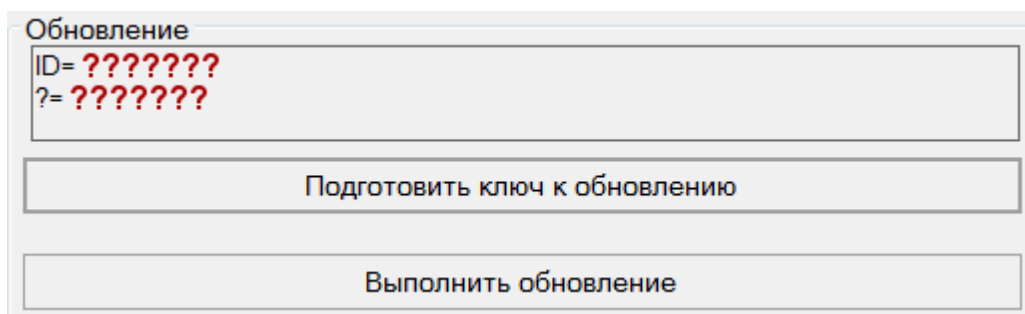 Обновление
ID= ???????
?= ???????
Подготовить ключ к обновлению
Выполнить обновление